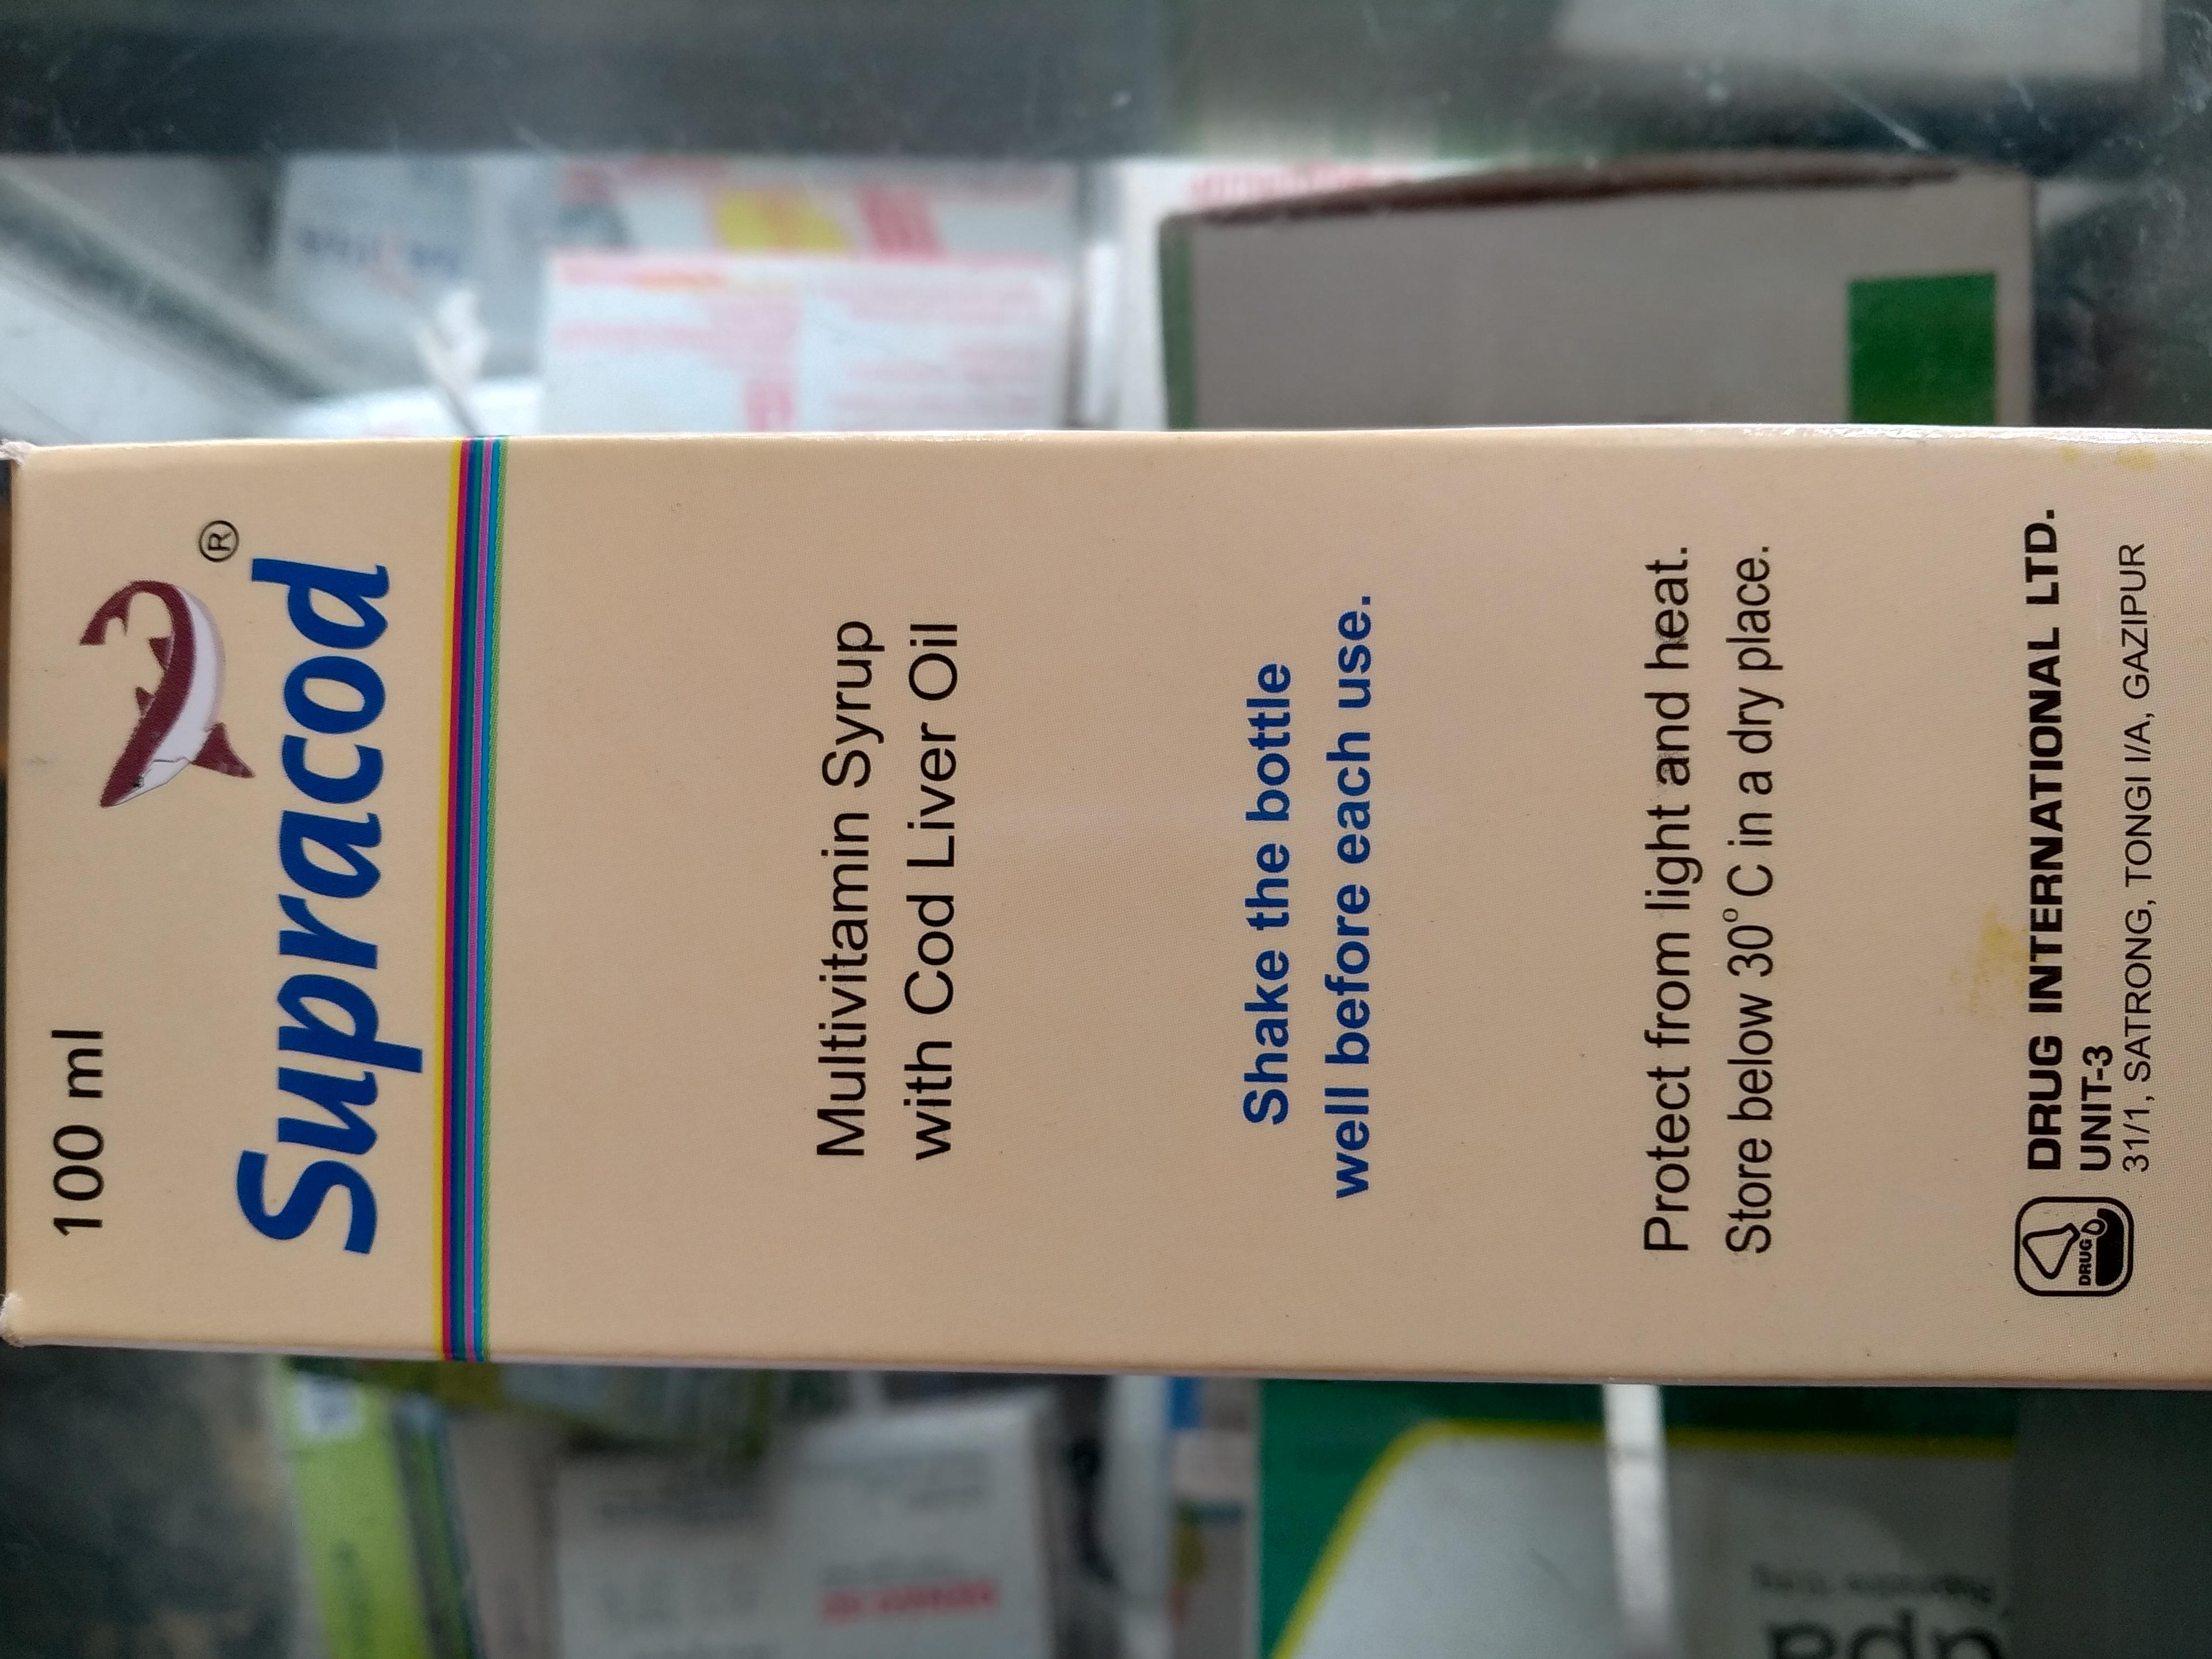 100 ml
®
Supracod
Multivitamin Syrup
with Cod Liver Oil
Shake the bottle
well before each use.
Protect from light and heat.
Store below 30° C in a dry place.
DRUG
DRUG INTERNATIONAL LTD.
UNIT-3
31/1, SATRONG, TONGI I/A, GAZIPUR